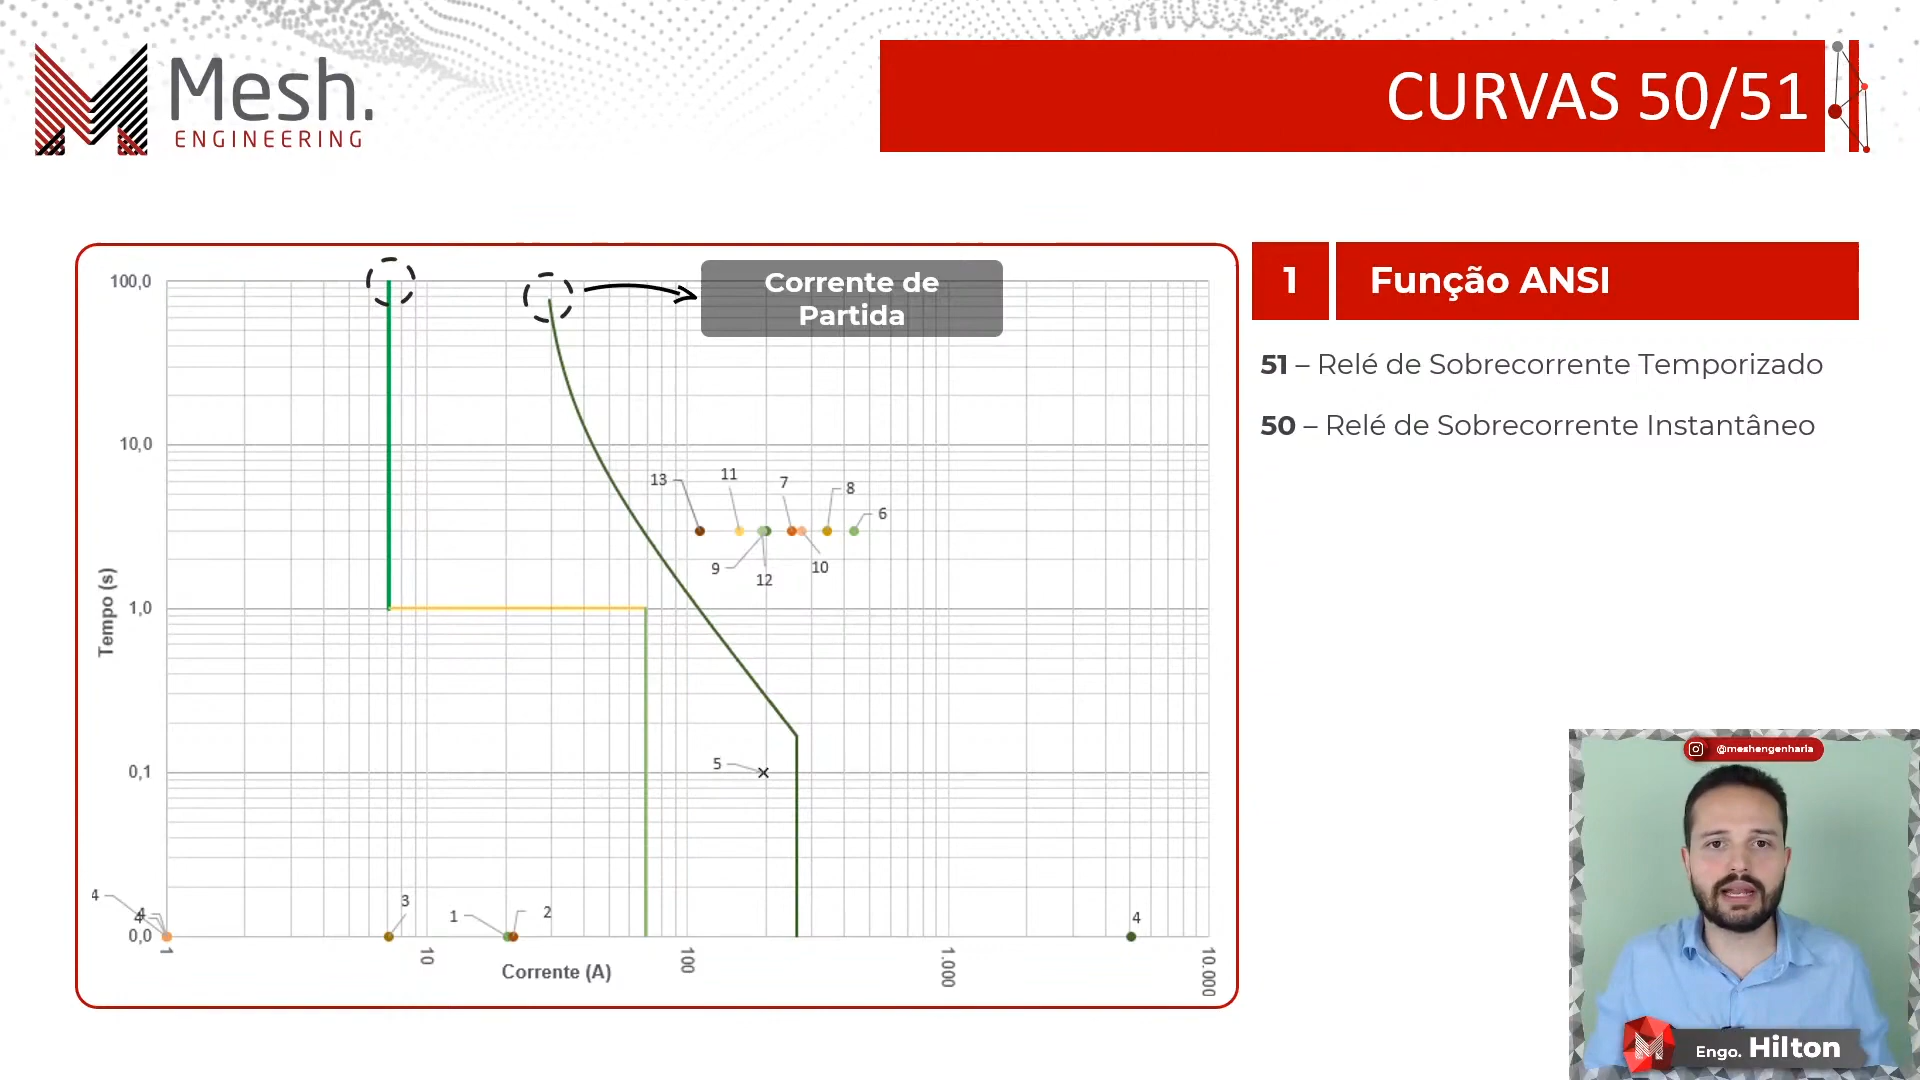 Mesh.
ENGINEERING
CURVAS 50/51
1
Função ANSI
51 – Relé de Sobrecorrente Temporizado
50 – Relé de Sobrecorrente Instantâneo
Corrente de
Partida
100,0
10,0
1,0
0,1
0,0
Tempo (s)
13
11
7
8
6
9
12
10
5
4
4
4
3
1
2
4
1
10
100
1.000
10.000
Corrente (A)
@meshengenharia
Engo. Hilton